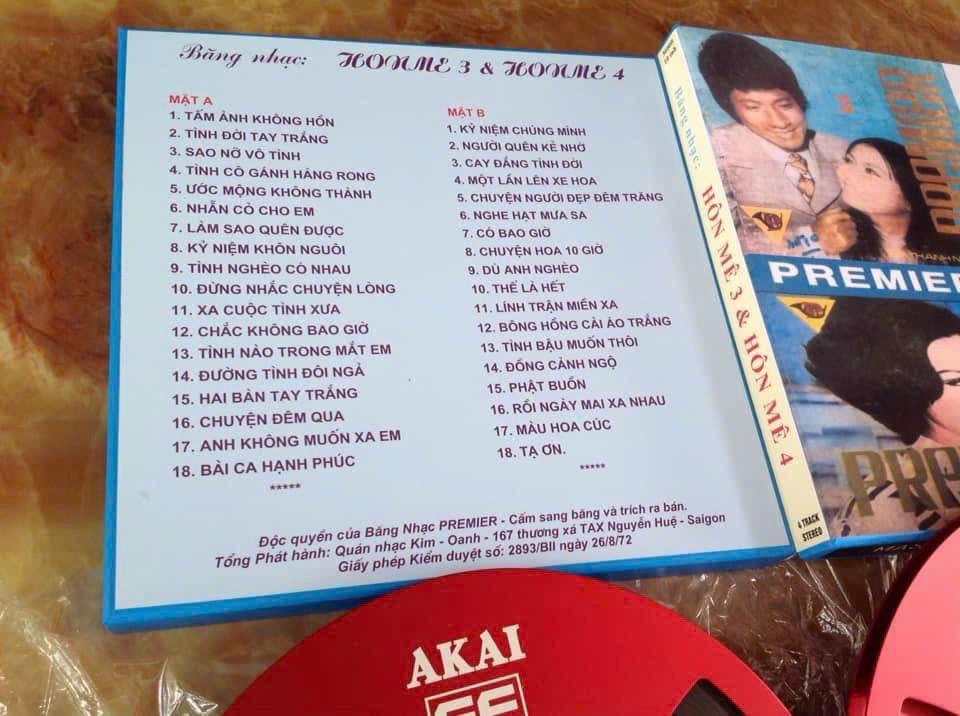 Băng nhạc: HONME 3 & HONME 4
MẶT A
1. TẤM ẢNH KHÔNG HỒN
2. TÌNH ĐỜI TAY TRẮNG
3. SAO NỠ VÔ TÌNH
4. TÌNH CÔ GÁNH HÀNG RONG
5. ƯỚC MỘNG KHÔNG THÀNH
6. NHẪN CỎ CHO EM
7. LÀM SAO QUÊN ĐƯỢC
8. KỶ NIỆM KHÔN NGUÔI
9. TÌNH NGHÈO CÓ NHAU
10. ĐỪNG NHẮC CHUYỆN LÒNG
11. XA CUỘC TÌNH XƯA
12. CHẮC KHÔNG BAO GIỜ
13. TÌNH NÀO TRONG MẮT EM
14. ĐƯỜNG TÌNH ĐÔI NGẢ
15. HAI BÀN TAY TRẮNG
16. CHUYỆN ĐÊM QUA
17. ANH KHÔNG MUỐN XA EM
18. BÀI CA HẠNH PHÚC
*****
MẶT B
1. KỶ NIỆM CHÚNG MÌNH
2. NGƯỜI QUÊN KẺ NHỚ
3. CAY ĐẮNG TÌNH ĐỜI
4. MỘT LẦN LÊN XE HOA
5. CHUYỆN NGƯỜI ĐẸP ĐÊM TRĂNG
6. NGHE HẠT MƯA SA
7. CÓ BAO GIỜ
8. CHUYỆN HOA 10 GIỜ
9. DÙ ANH NGHÈO
10. THẾ LÀ HẾT
11. LÍNH TRẬN MIỀN XA
12. BÔNG HỒNG CÀI ÁO TRẮNG
13. TÌNH BẬU MUỐN THÔI
14. ĐỒNG CẢNH NGỘ
15. PHẬT BUỒN
16. RỒI NGÀY MAI XA NHAU
17. MÀU HOA CÚC
18. TẠ ƠN.
*****
Độc quyền của Băng Nhạc PREMIER - Cấm sang băng và trích ra bán.
Tổng Phát hành: Quán nhạc Kim - Oanh - 167 thương xá TAX Nguyễn Huệ - Saigon
Giấy phép Kiểm duyệt số: 2893/BII ngày 26/8/72
Băng nhạc: HÔN MÊ 3 & HÔN MÊ 4
4 TRACK
STEREO
3
PREMIER
PREMIER
AKAI